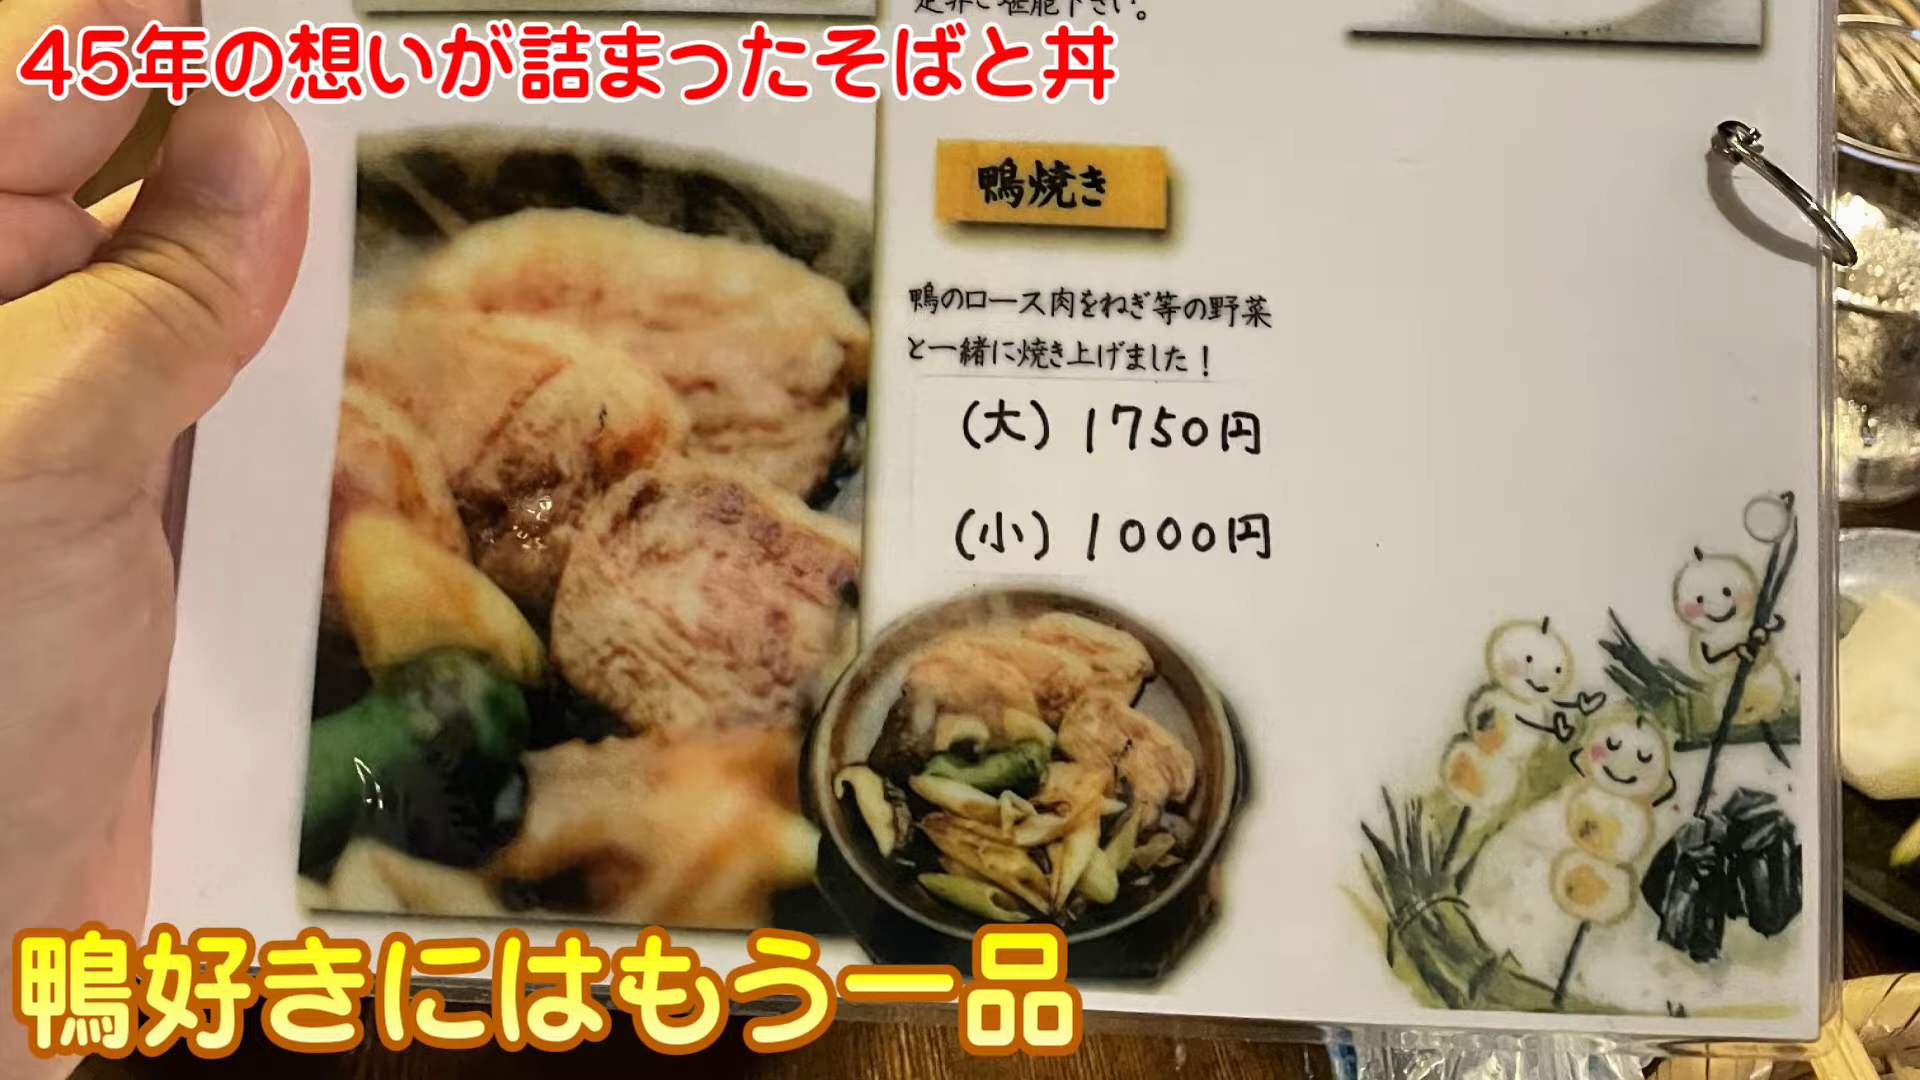 45年の想いが詰まったそばと丼
鴨焼き
鴨のロース肉をねぎ等の野菜
と一緒に焼き上げました!
(大) 1750円
(小) 1000円
鴨好きにはもう一品